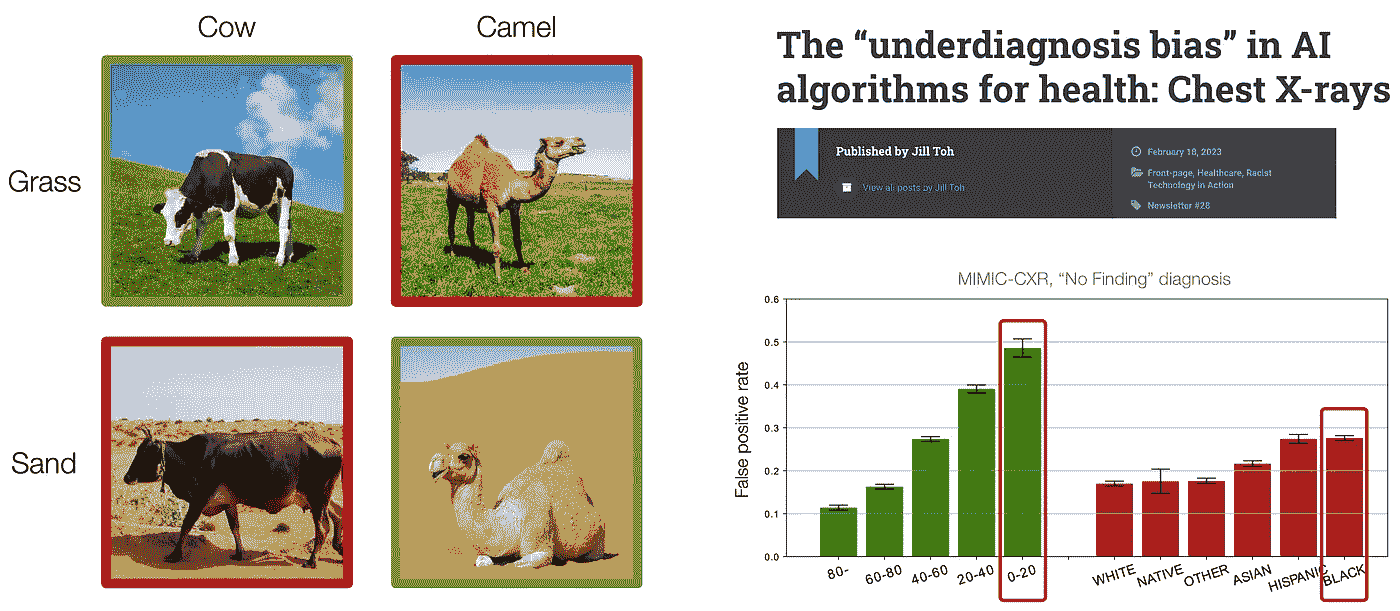 Cow
Camel
Grass
Sand
The “underdiagnosis bias” in AI
algorithms for health: Chest X-rays
Published by Jill Toh
View all posts by Jill Toh
February 18, 2023
Front-page, Healthcare, Racist
Technology in Action
Newsletter #28
MIMIC-CXR, “No Finding” diagnosis
False positive rate
0.6
0.5
0.4
0.3
0.2
0.1
0.0
80-
60-80
40-60
20-40
0-20
WHITE
NATIVE
OTHER
ASIAN
HISPANIC
BLACK